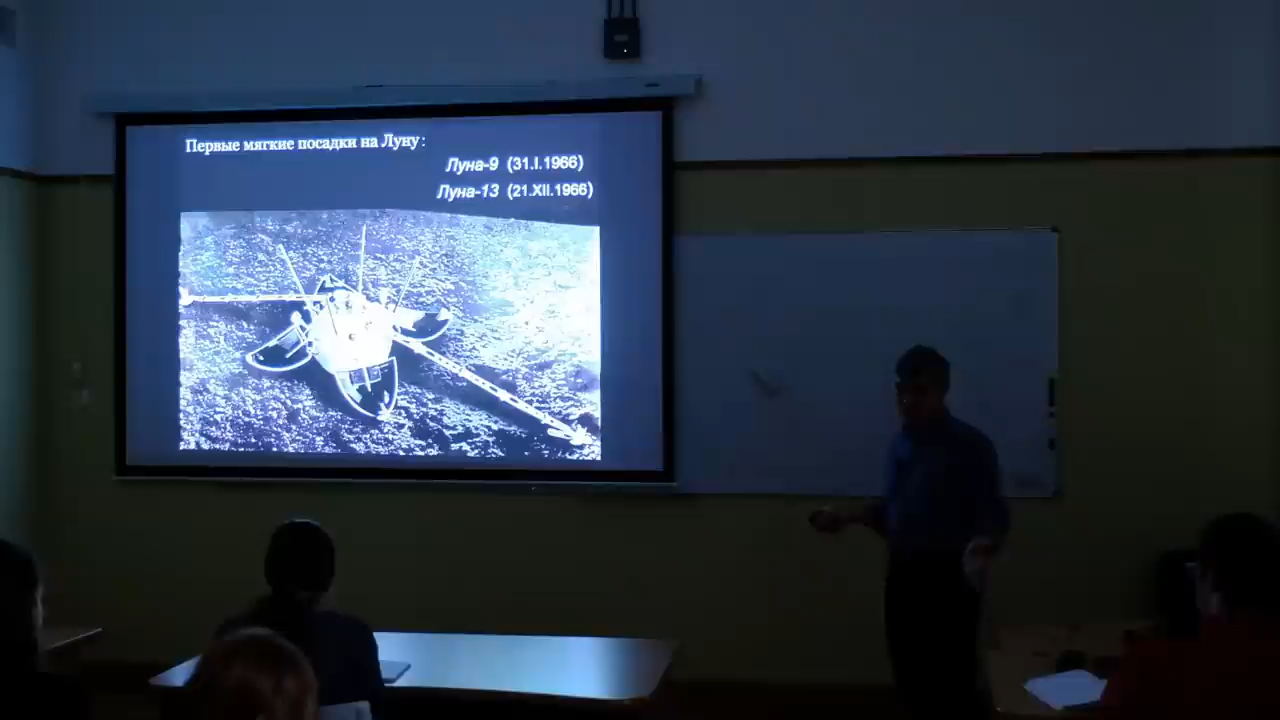 Первые мягкие посадки на Луну:
Луна-9 (31.I.1966)
Луна-13 (21.XII.1966)